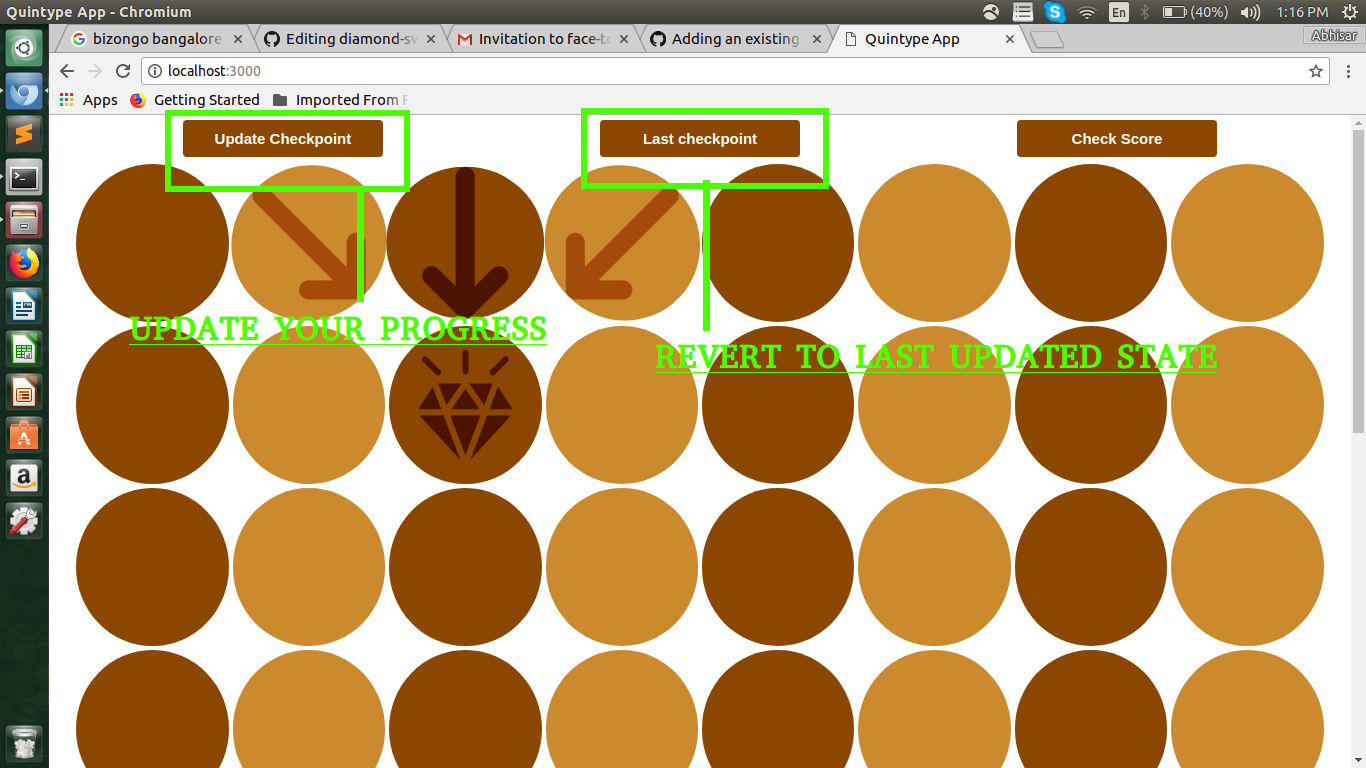 Quintype App - Chromium
En
(40%)
1:16 PM
bizongo bangalore
Editing diamond-sw
Invitation to face-to
Adding an existing
Quintype App
Abhisar
localhost:3000
Apps
Getting Started
Imported From F
Update Checkpoint
Last checkpoint
Check Score
UPDATE YOUR PROGRESS
REVERT TO LAST UPDATED STATE